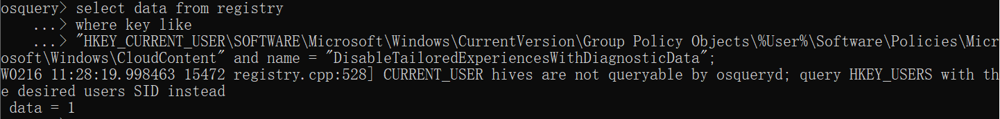 osquery> select data from registry
...> where key like
...> "HKEY_CURRENT_USER\SOFTWARE\Microsoft\Windows\CurrentVersion\Group Policy Objects\%User%\Software\Policies\Micr
osoft\Windows\CloudContent" and name = "DisableTailoredExperiencesWithDiagnosticData";
W0216 11:28:19.998463 15472 registry.cpp:528] CURRENT_USER hives are not queryable by osqueryd; query HKEY_USERS with th
e desired users SID instead
data = 1